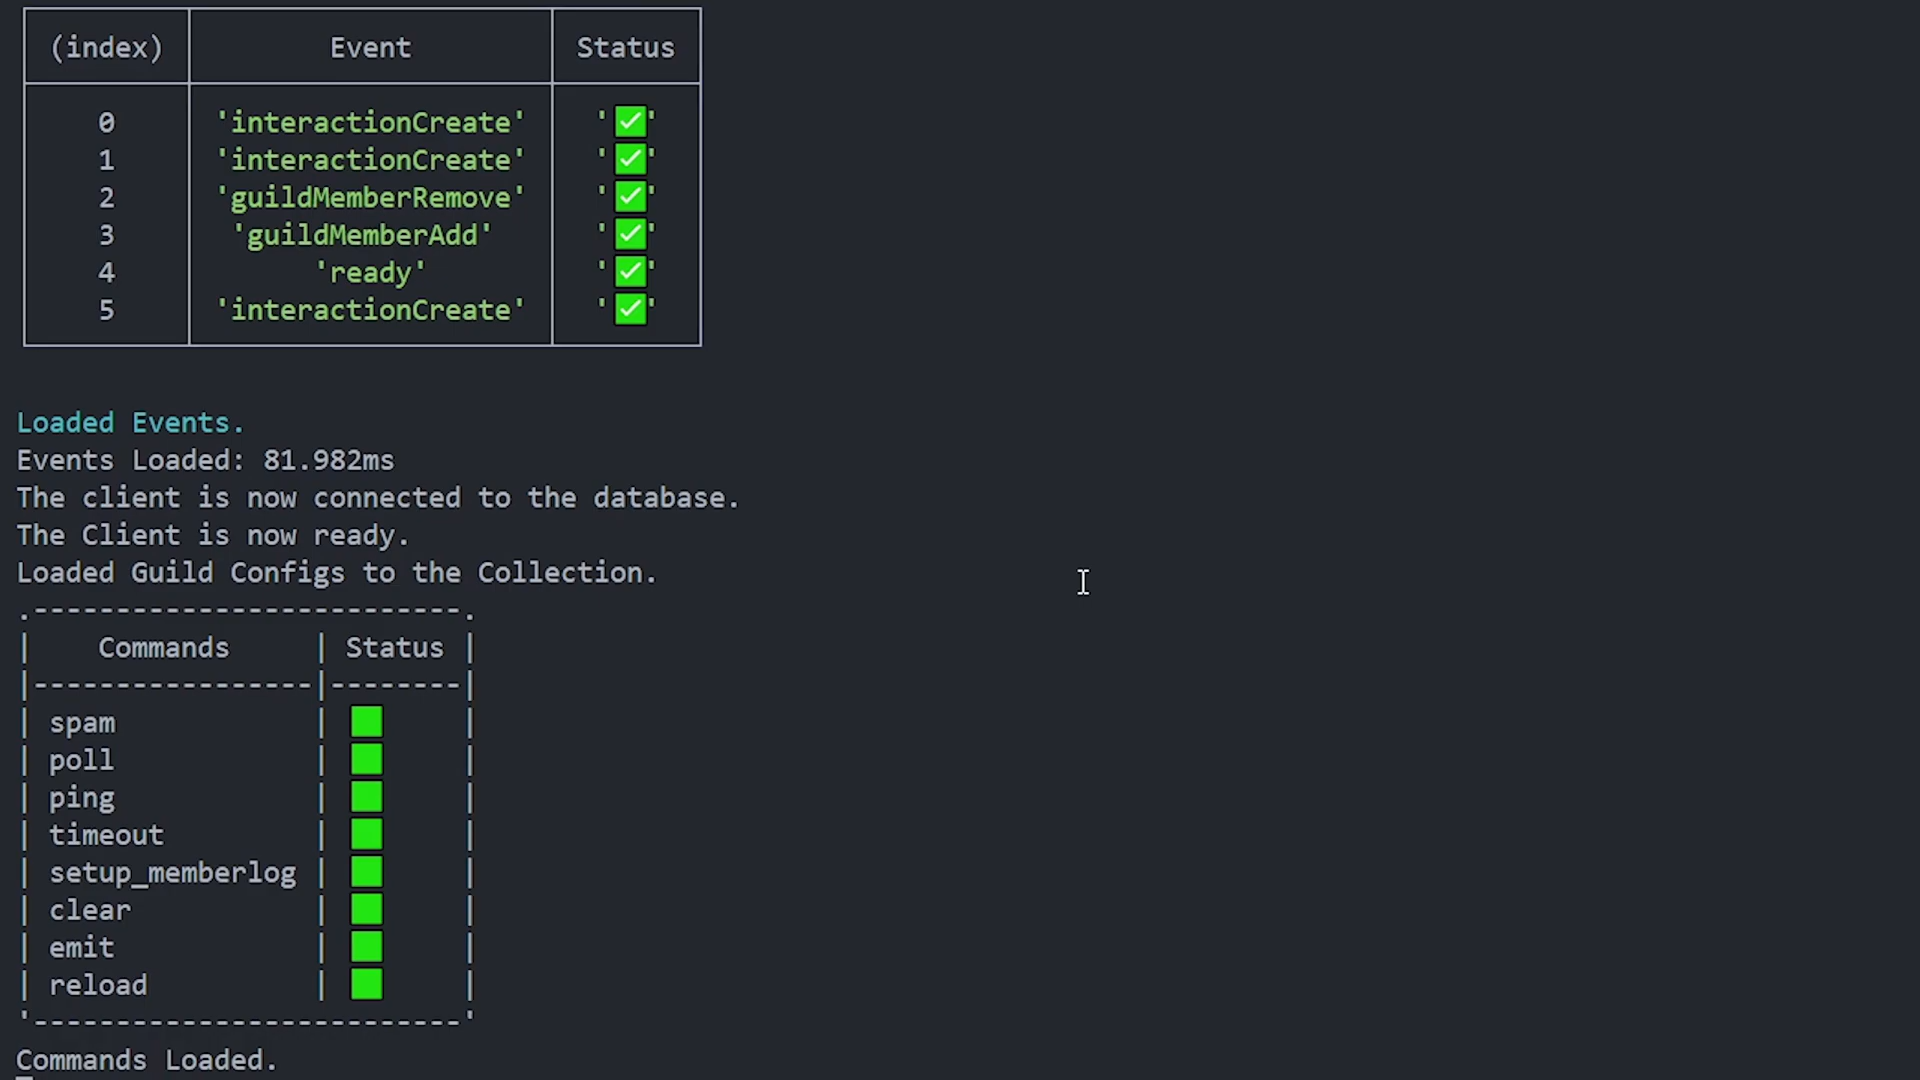 (index) Event Status
0 'interactionCreate' '✅'
1 'interactionCreate' '✅'
2 'guildMemberRemove' '✅'
3 'guildMemberAdd' '✅'
4 'ready' '✅'
5 'interactionCreate' '✅'
Loaded Events.
Events Loaded: 81.982ms
The client is now connected to the database.
The Client is now ready.
Loaded Guild Configs to the Collection.
.--------------------------.
| Commands | Status |
|-----------------|--------|
| spam | 🟩 |
| poll | 🟩 |
| ping | 🟩 |
| timeout | 🟩 |
| setup_memberlog | 🟩 |
| clear | 🟩 |
| emit | 🟩 |
| reload | 🟩 |
'--------------------------'
Commands Loaded.